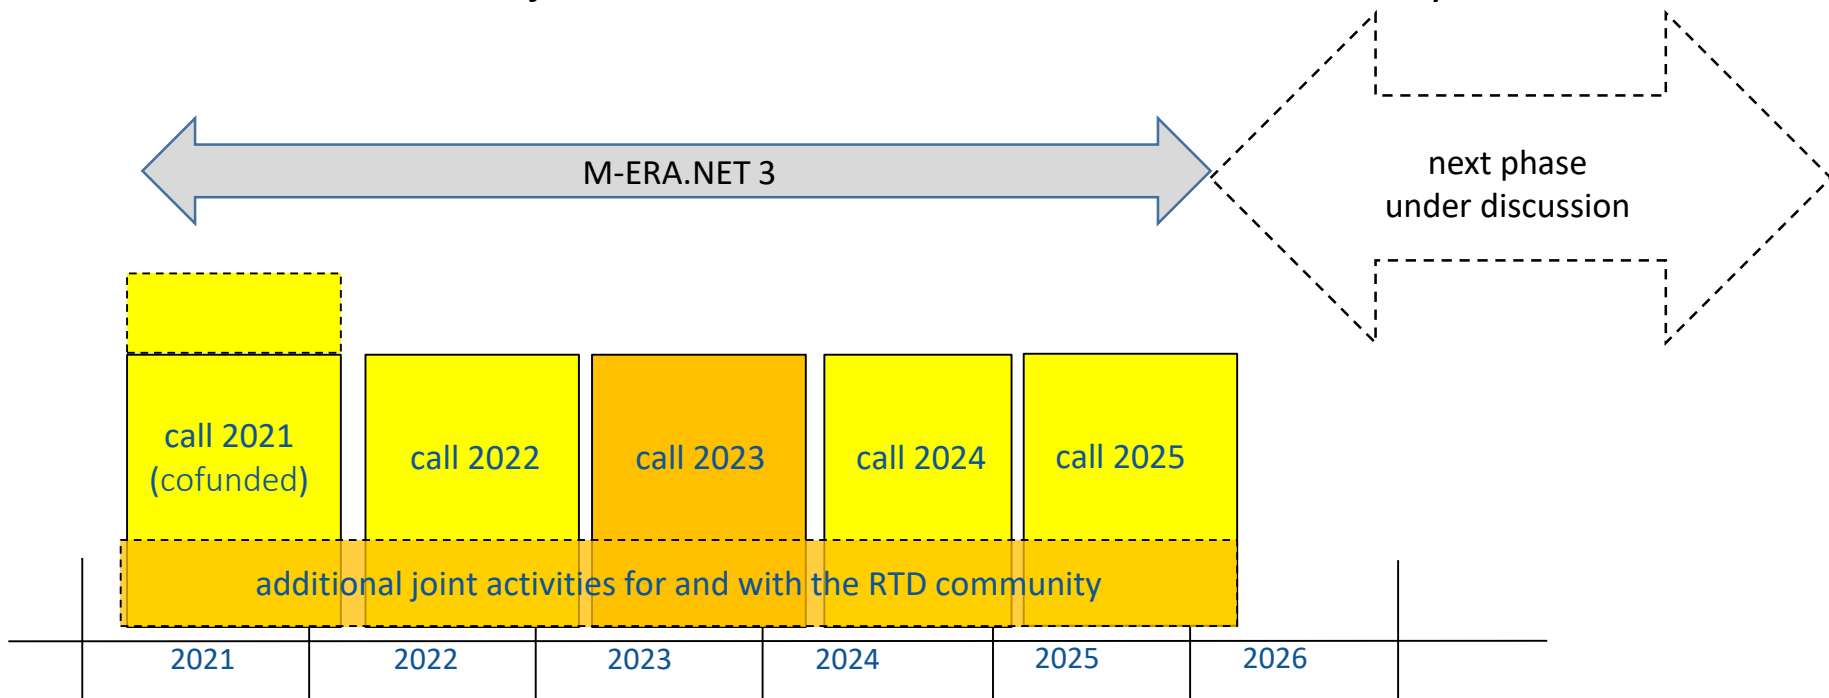 M-ERA.NET 3
next phase
under discussion
call 2021
(cofunded)
call 2022
call 2023
call 2024
call 2025
additional joint activities for and with the RTD community
2021
2022
2023
2024
2025
2026